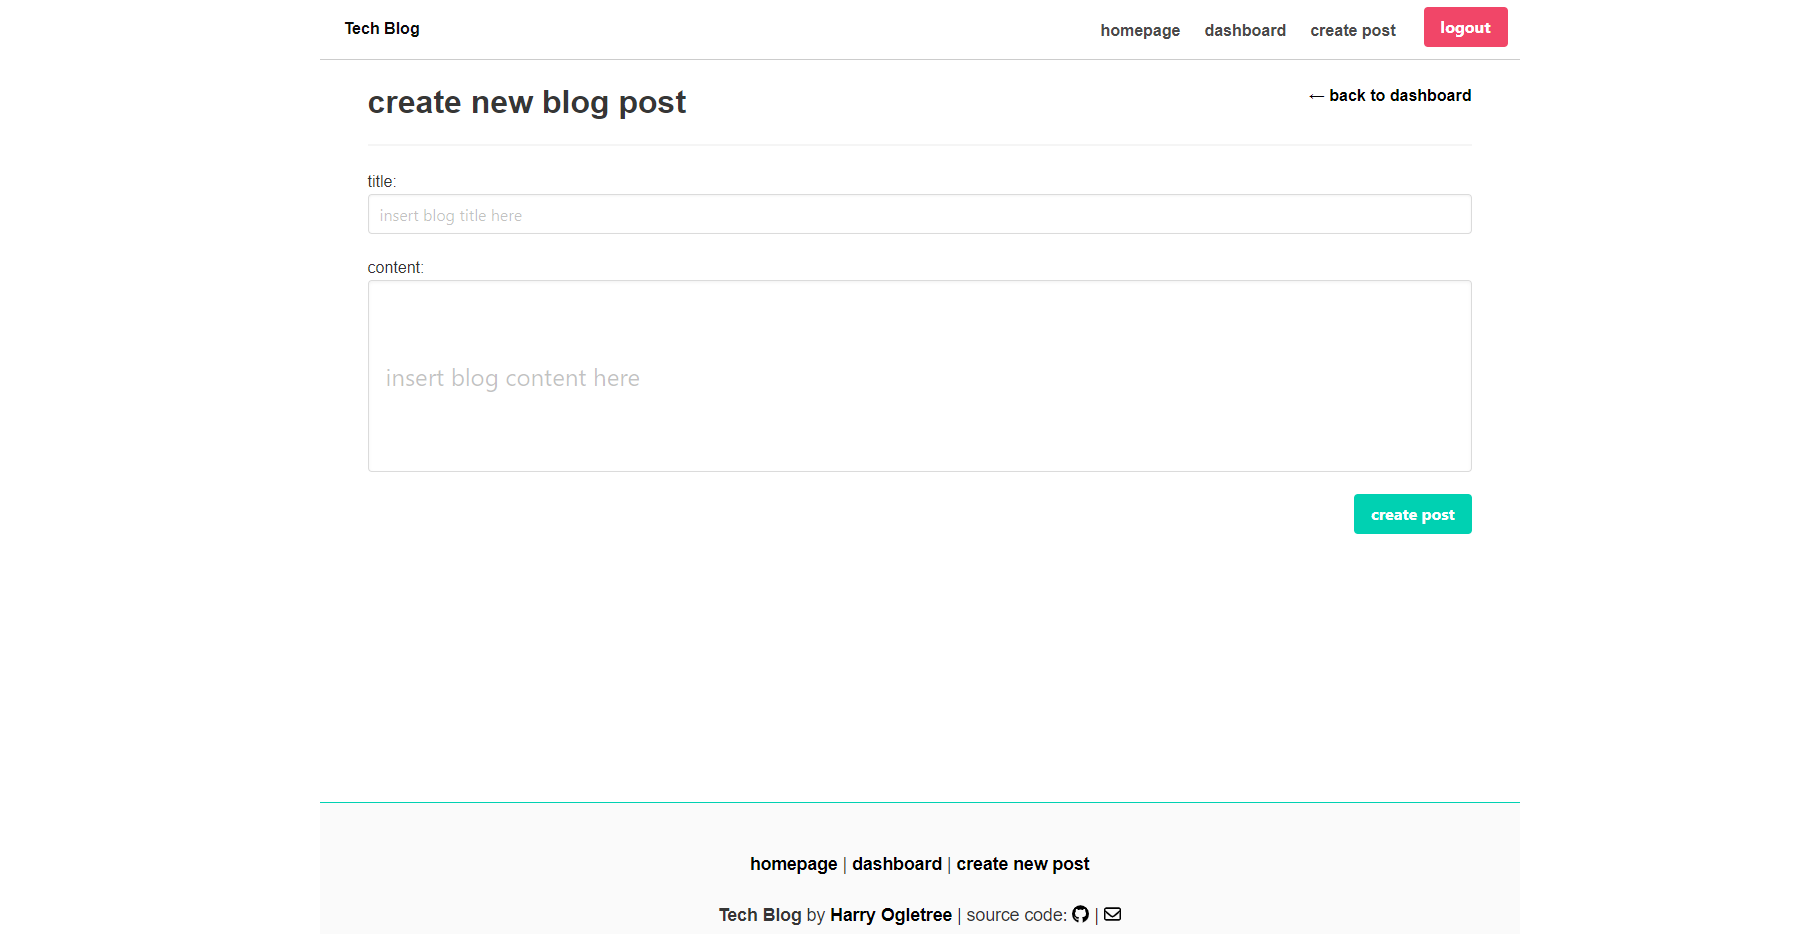 Tech Blog homepage dashboard create post logout
create new blog post ← back to dashboard
title:
insert blog title here
content:
insert blog content here
create post
homepage | dashboard | create new post
Tech Blog by Harry Ogletree | source code: |